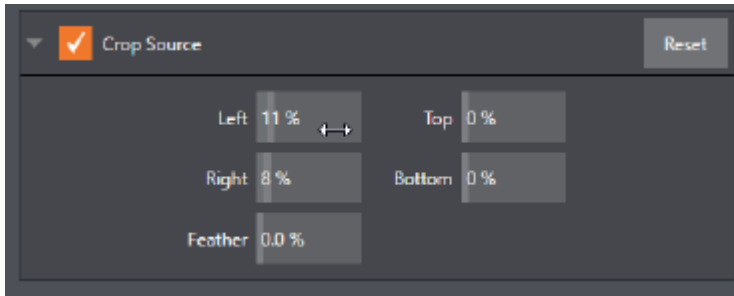 Crop Source Reset
Left 11 % Top 0 %
Right 8 % Bottom 0 %
Feather 0.0 %